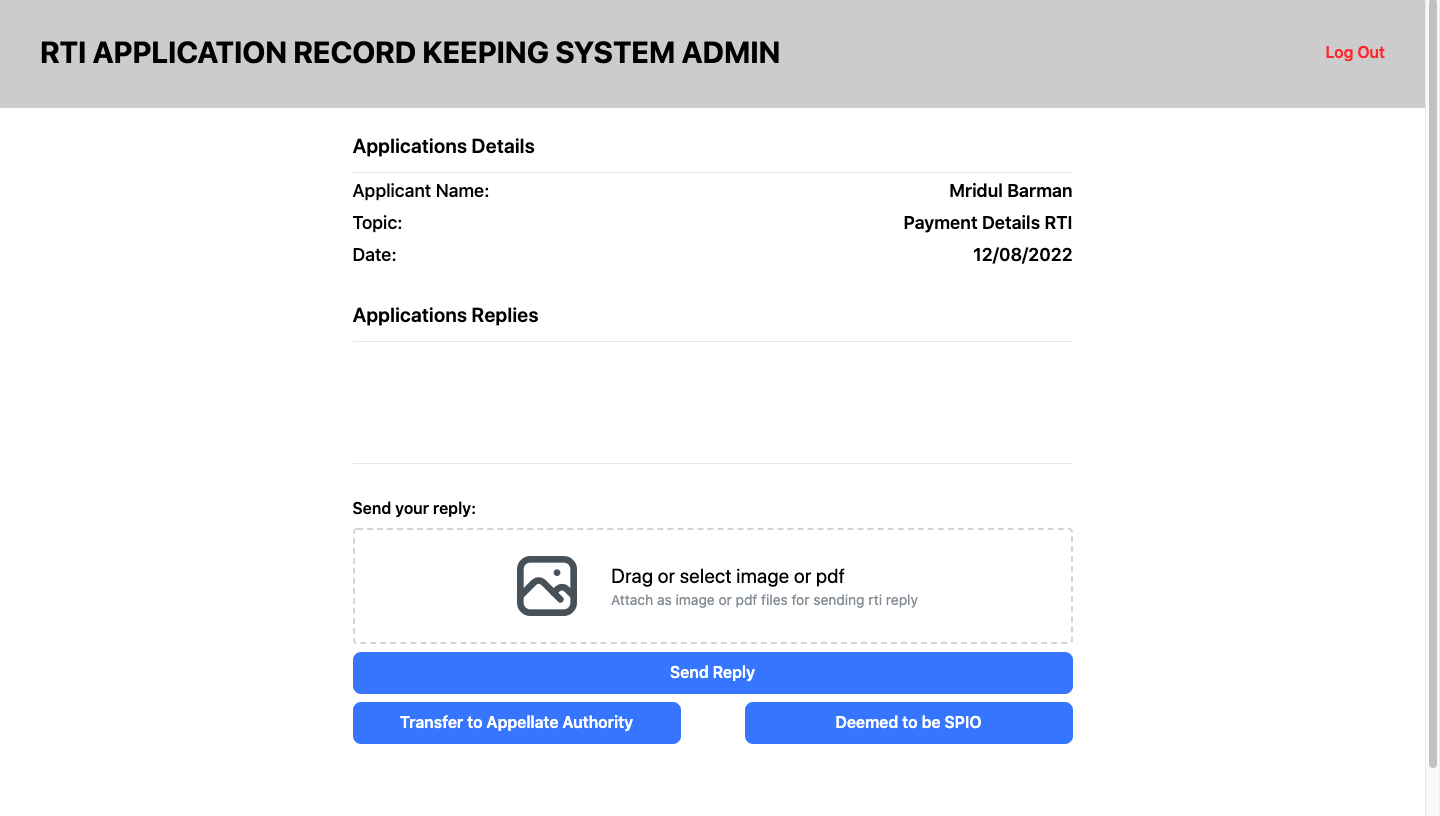 RTI APPLICATION RECORD KEEPING SYSTEM ADMIN
Log Out
Applications Details
Applicant Name: Mridul Barman
Topic: Payment Details RTI
Date: 12/08/2022
Applications Replies
Send your reply:
Drag or select image or pdf
Attach as image or pdf files for sending rti reply
Send Reply
Transfer to Appellate Authority
Deemed to be SPIO